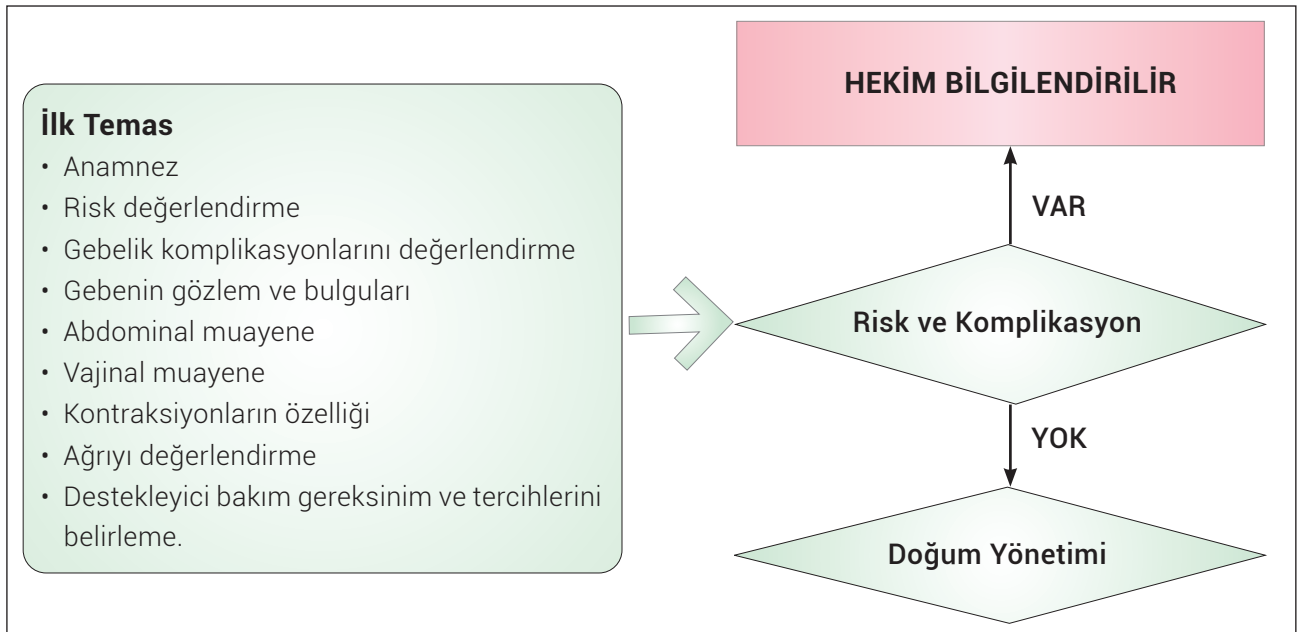 İlk Temas
• Anamnez
• Risk değerlendirme
• Gebelik komplikasyonlarını değerlendirme
• Gebenin gözlem ve bulguları
• Abdominal muayene
• Vajinal muayene
• Kontraksiyonların özelliği
• Ağrıyı değerlendirme
• Destekleyici bakım gereksinim ve tercihlerini
belirleme.
HEKİM BİLGİLENDİRİLİR
VAR
Risk ve Komplikasyon
YOK
Doğum Yönetimi